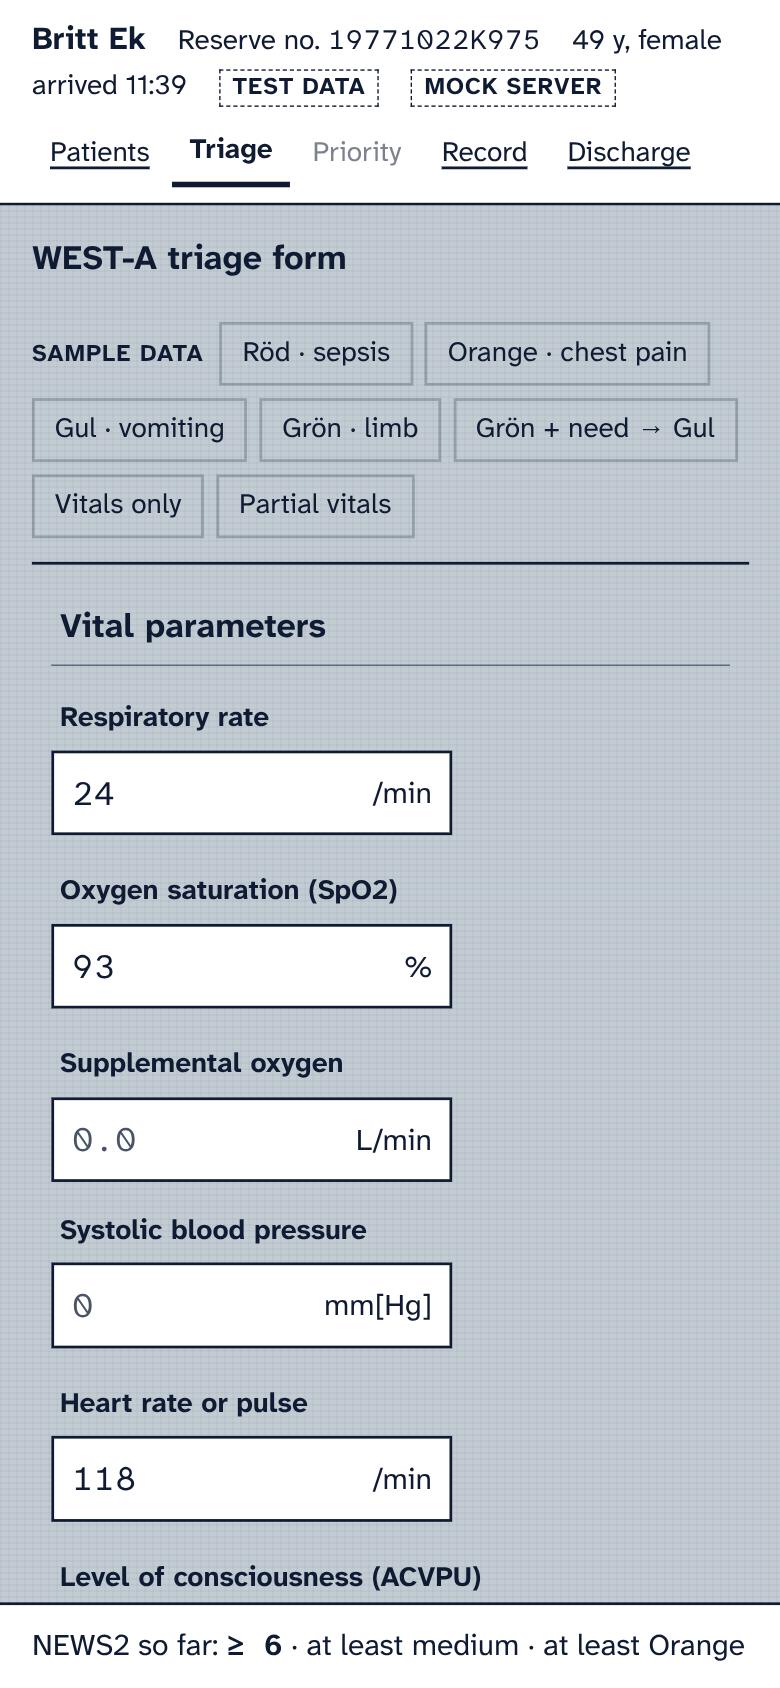 Britt Ek Reserve no. 19771022K975 49 y, female
arrived 11:39 TEST DATA MOCK SERVER
Patients Triage Priority Record Discharge
WEST-A triage form
SAMPLE DATA Röd · sepsis Orange · chest pain
Gul · vomiting Grön · limb Grön + need → Gul
Vitals only Partial vitals
Vital parameters
Respiratory rate
24 /min
Oxygen saturation (SpO2)
93 %
Supplemental oxygen
0.0 L/min
Systolic blood pressure
0 mm[Hg]
Heart rate or pulse
118 /min
Level of consciousness (ACVPU)
NEWS2 so far: ≥ 6 · at least medium · at least Orange